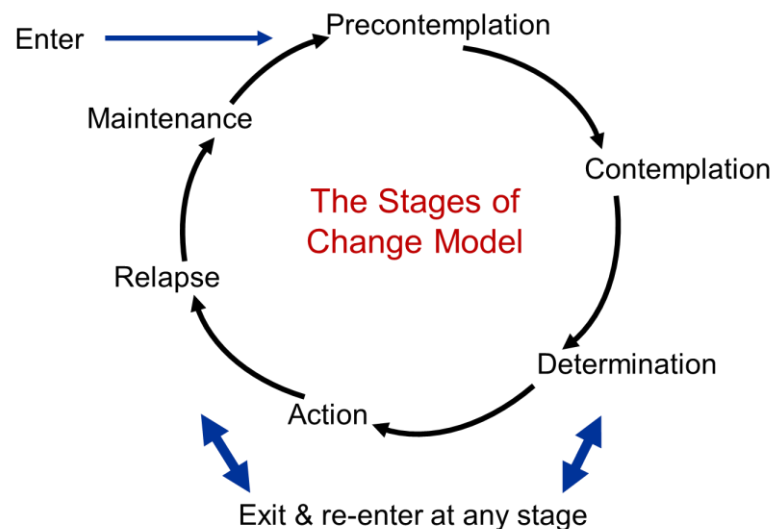 Enter
Precontemplation
Maintenance
Contemplation
The Stages of
Change Model
Relapse
Determination
Action
Exit & re-enter at any stage